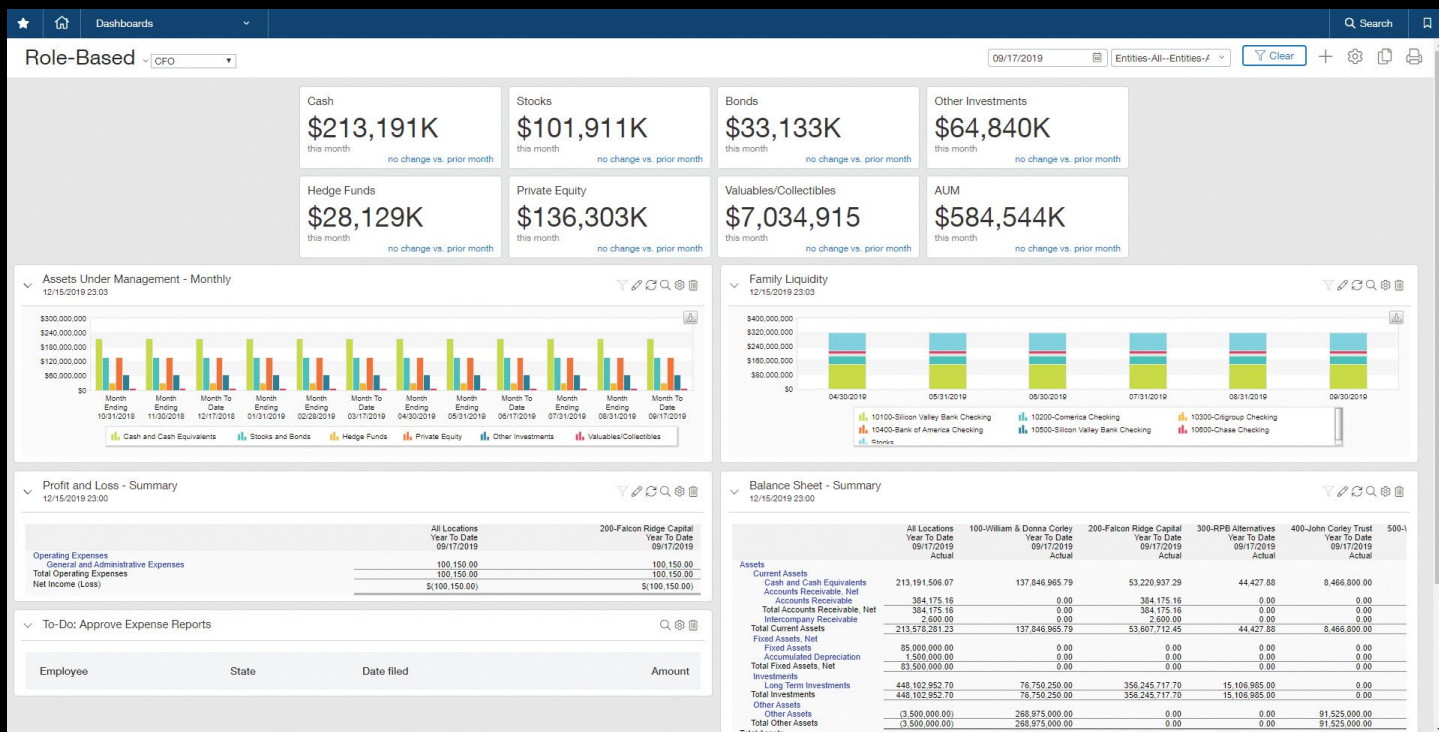 Dashboards
Search
Role-Based
CFO
09/17/2019
Entities-All--Entities-A
Clear
Cash
$213,191K
this month
no change vs. prior month
Stocks
$101,911K
this month
no change vs. prior month
Bonds
$33,133K
this month
no change vs. prior month
Other Investments
$64,840K
this month
no change vs. prior month
Hedge Funds
$28,129K
this month
no change vs. prior month
Private Equity
$136,303K
this month
no change vs. prior month
Valuables/Collectibles
$7,034,915
this month
no change vs. prior month
AUM
$584,544K
this month
no change vs. prior month
Assets Under Management - Monthly
12/15/2019 23:03
$300,000,000
$240,000,000
$180,000,000
$120,000,000
$60,000,000
$0
Month Ending 10/31/2018
Month Ending 11/30/2018
Month To Date 12/17/2018
Month Ending 01/31/2019
Month Ending 02/28/2019
Month To Date 03/17/2019
Month Ending 04/30/2019
Month Ending 05/31/2019
Month To Date 06/17/2019
Month Ending 07/31/2019
Month Ending 08/31/2019
Month To Date 09/17/2019
Cash and Cash Equivalents Stocks and Bonds Hedge Funds Private Equity Other Investments Valuables/Collectibles
Family Liquidity
12/15/2019 23:03
$400,000,000
$320,000,000
$240,000,000
$160,000,000
$80,000,000
$0
04/30/2019 05/31/2019 06/30/2019 07/31/2019 08/31/2019 09/30/2019
10100-Silicon Valley Bank Checking 10200-Comerica Checking 10300-Citigroup Checking
10400-Bank of America Checking 10500-Silicon Valley Bank Checking 10600-Chase Checking
Stocks
Profit and Loss - Summary
12/15/2019 23:00
All Locations 200-Falcon Ridge Capital
Year To Date Year To Date
09/17/2019 09/17/2019
Operating Expenses
General and Administrative Expenses 100,150.00 100,150.00
Total Operating Expenses 100,150.00 100,150.00
Net Income (Loss) $(100,150.00) $(100,150.00)
To-Do: Approve Expense Reports
Employee State Date filed Amount
Balance Sheet - Summary
12/15/2019 23:00
All Locations 100-William & Donna Corley 200-Falcon Ridge Capital 300-RPB Alternatives 400-John Corley Trust 500-V
Year To Date Year To Date Year To Date Year To Date Year To Date
09/17/2019 09/17/2019 09/17/2019 09/17/2019 09/17/2019
Actual Actual Actual Actual Actual
Assets
Current Assets
Cash and Cash Equivalents 213,191,506.07 137,846,965.79 53,220,937.29 44,427.88 8,466,800.00
Accounts Receivable, Net
Accounts Receivable 384,175.16 0.00 384,175.16 0.00 0.00
Total Accounts Receivable, Net 384,175.16 0.00 384,175.16 0.00 0.00
Intercompany Receivable 2,600.00 0.00 2,600.00 0.00 0.00
Total Current Assets 213,578,281.23 137,846,965.79 53,607,712.45 44,427.88 8,466,800.00
Fixed Assets, Net
Fixed Assets 85,000,000.00 0.00 0.00 0.00 0.00
Accumulated Depreciation 1,500,000.00 0.00 0.00 0.00 0.00
Total Fixed Assets, Net 83,500,000.00 0.00 0.00 0.00 0.00
Investments
Long Term Investments 448,102,952.70 76,750,250.00 356,245,717.70 15,106,985.00 0.00
Total Investments 448,102,952.70 76,750,250.00 356,245,717.70 15,106,985.00 0.00
Other Assets
Other Assets (3,500,000.00) 268,975,000.00 0.00 0.00 91,525,000.00
Total Other Assets (3,500,000.00) 268,975,000.00 0.00 0.00 91,525,000.00
Total Assets